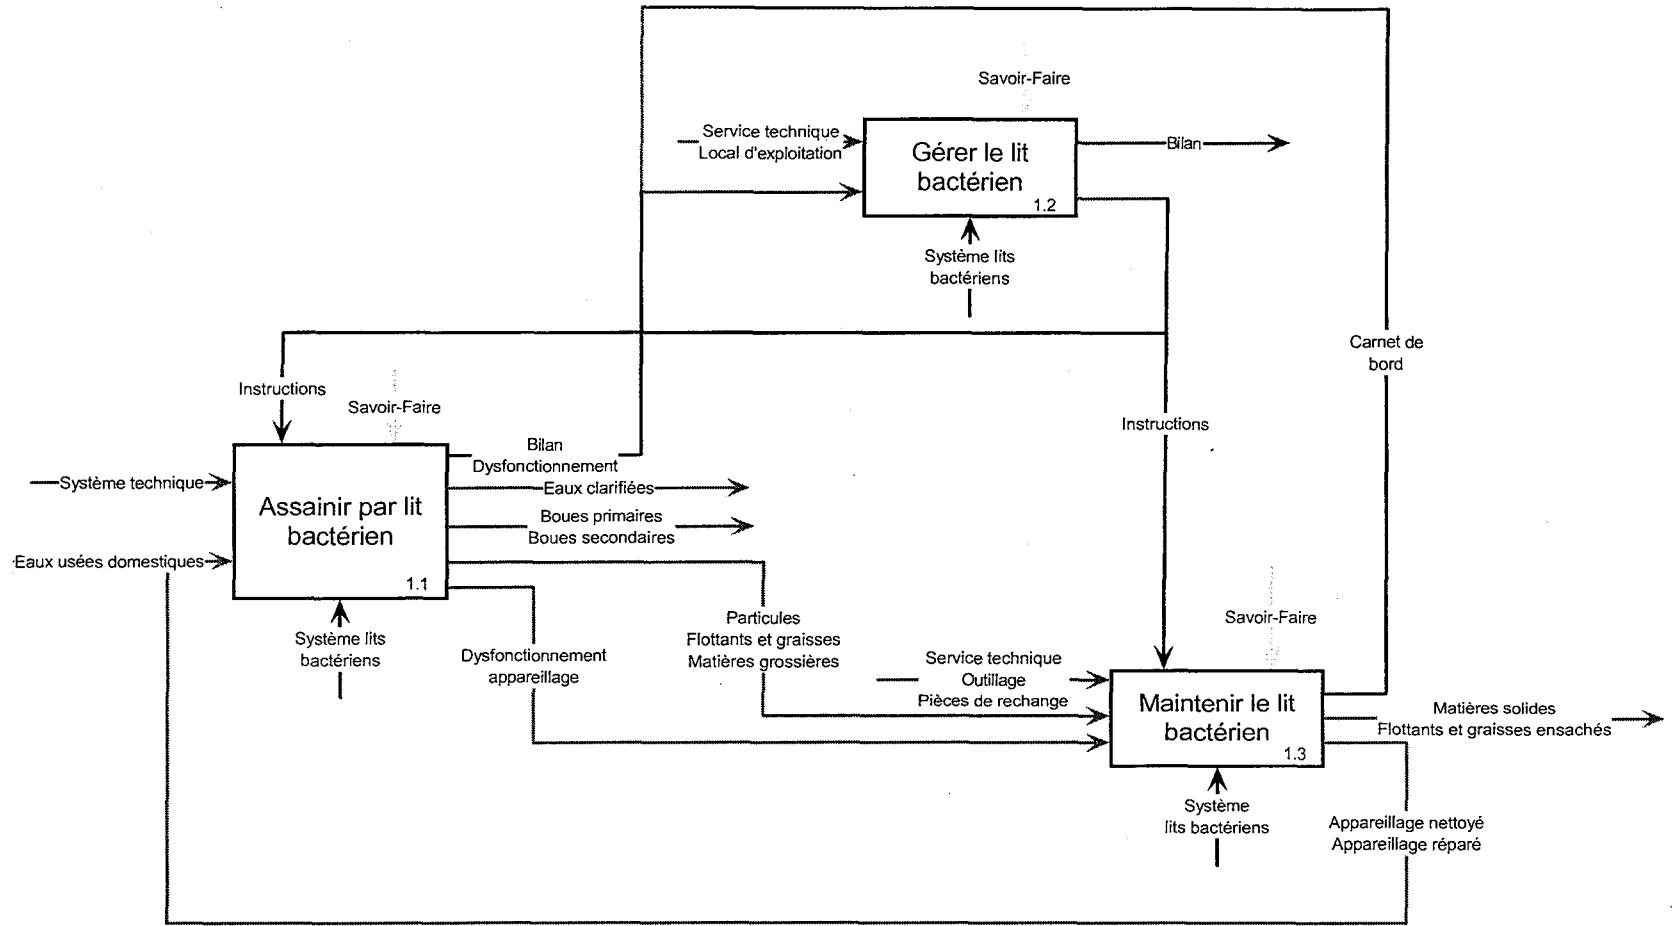 Savoir-Faire
Service technique
Local d'exploitation
Gérer le lit
bactérien
1.2
Bilan
Système lits
bactériens
Carnet de
bord
Instructions
Savoir-Faire
Instructions
Bilan
Dysfonctionnement
Système technique
Eaux clarifiées
Assainir par lit
bactérien
1.1
Boues primaires
Boues secondaires
Eaux usées domestiques
Système lits
bactériens
Particules
Flottants et graisses
Matières grossières
Dysfonctionnement
appareillage
Savoir-Faire
Service technique
Outillage
Pièces de rechange
Maintenir le lit
bactérien
1.3
Matières solides
Flottants et graisses ensachés
Système
lits bactériens
Appareillage nettoyé
Appareillage réparé